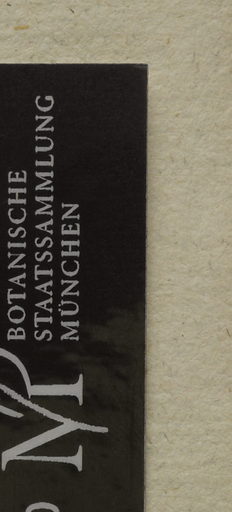 BOTANISCHE
STAATSSAMMLUNG
MÜNCHEN
M